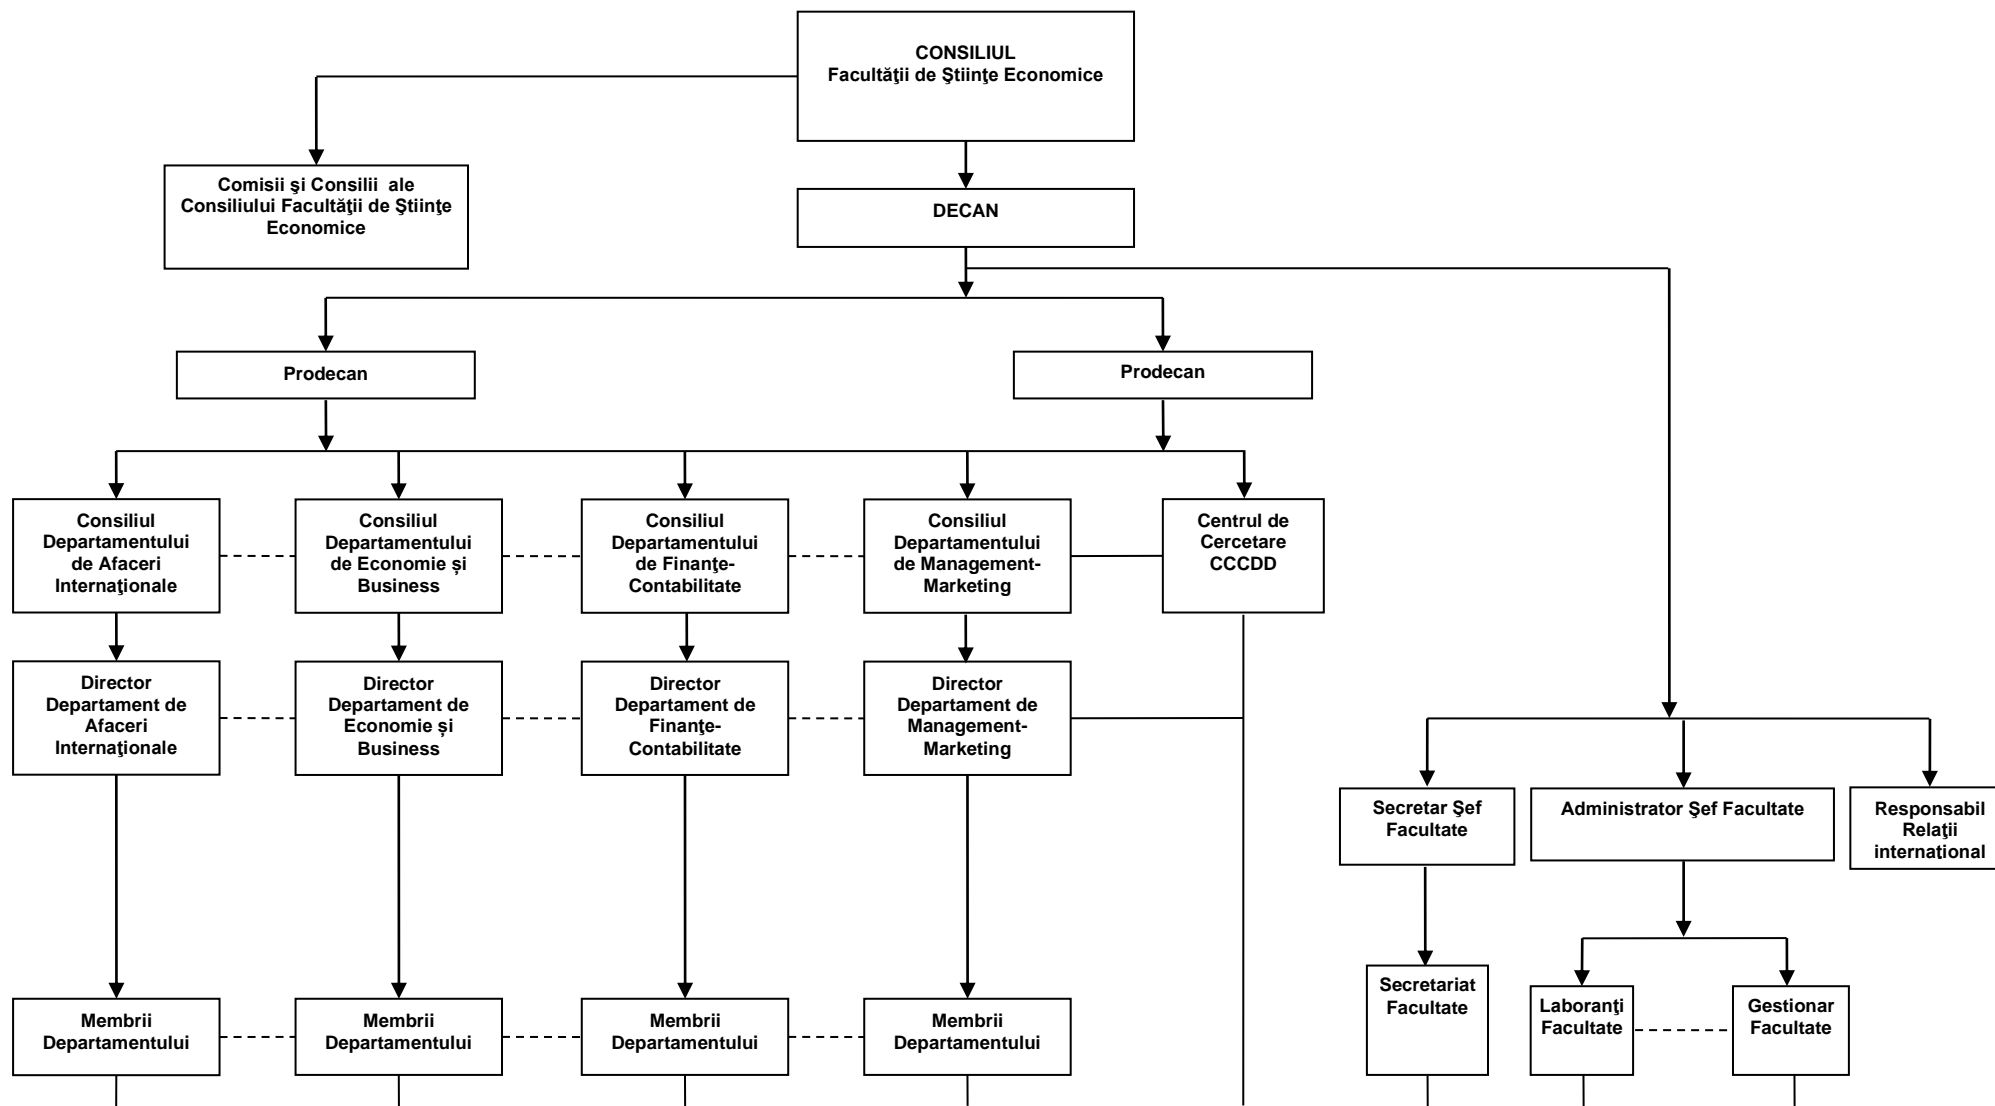 CONSILIUL
Facultăţii de Ştiinţe Economice
Comisii şi Consilii ale
Consiliului Facultăţii de Ştiinţe
Economice
DECAN
Prodecan
Prodecan
Consiliul
Departamentului
de Afaceri
Internaţionale
Consiliul
Departamentului
de Economie și
Business
Consiliul
Departamentului
de Finanţe-
Contabilitate
Consiliul
Departamentului
de Management-
Marketing
Centrul de
Cercetare
CCCDD
Director
Departament de
Afaceri
Internaţionale
Director
Departament de
Economie și
Business
Director
Departament de
Finanţe-
Contabilitate
Director
Departament de
Management-
Marketing
Secretar Şef
Facultate
Administrator Şef Facultate
Responsabil
Relaţii
internaţional
Secretariat
Facultate
Laboranţi
Facultate
Gestionar
Facultate
Membrii
Departamentului
Membrii
Departamentului
Membrii
Departamentului
Membrii
Departamentului